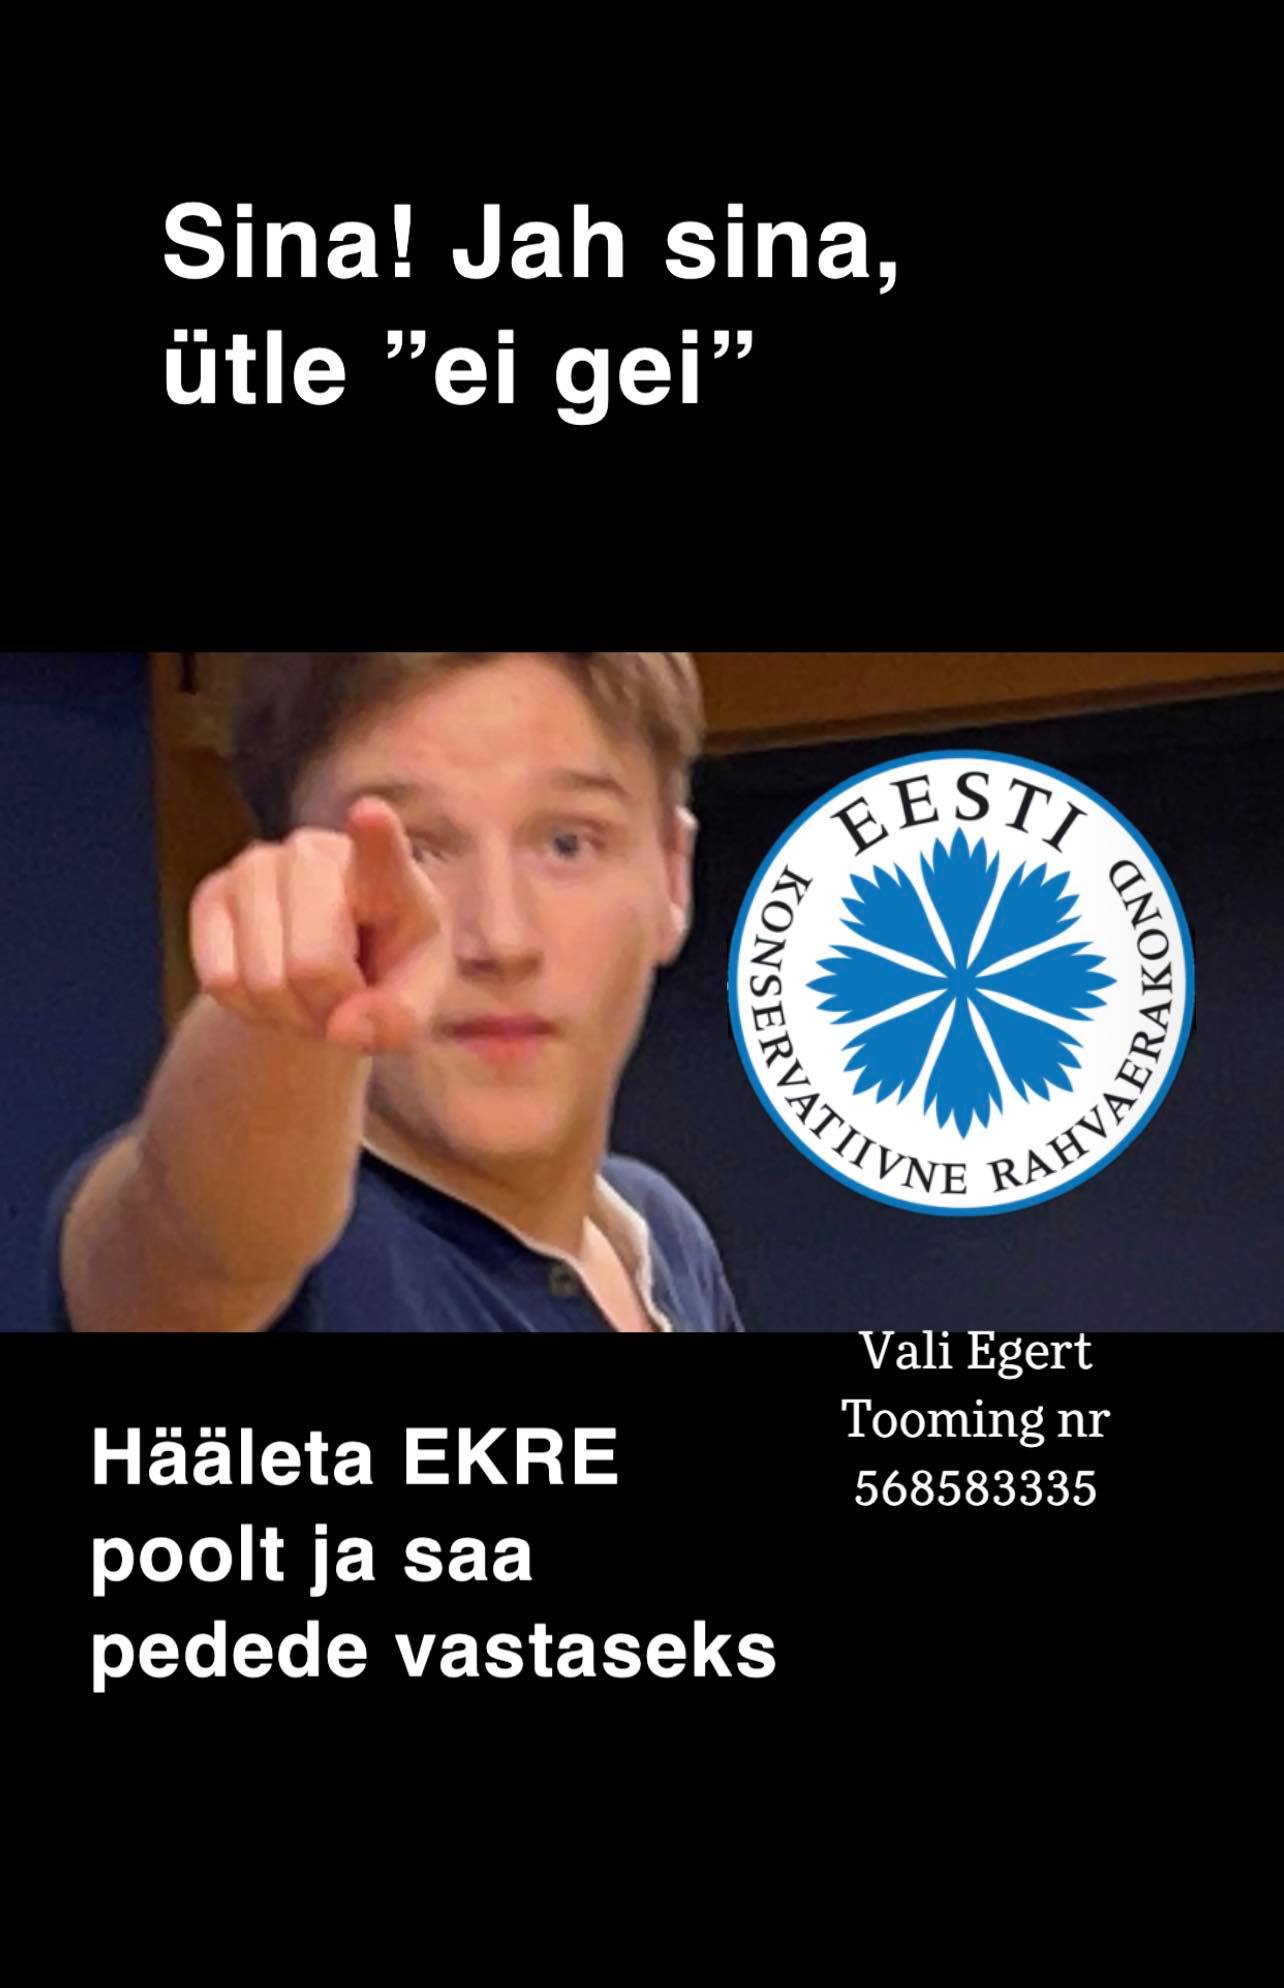 Sina! Jah sina,
ütle ”ei gei”
EESTI
KONSERVATIIVNE RAHVAERAKOND
Vali Egert
Tooming nr
568583335
Hääleta EKRE
poolt ja saa
pedede vastaseks